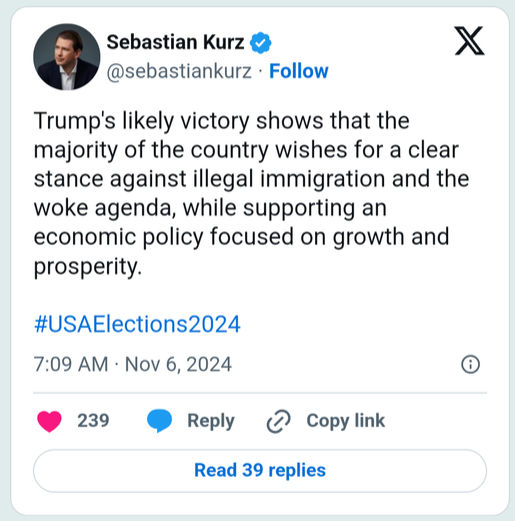 Sebastian Kurz
@sebastiankurz · Follow
Trump's likely victory shows that the
majority of the country wishes for a clear
stance against illegal immigration and the
woke agenda, while supporting an
economic policy focused on growth and
prosperity.
#USAElections2024
7:09 AM · Nov 6, 2024
239 Reply Copy link
Read 39 replies